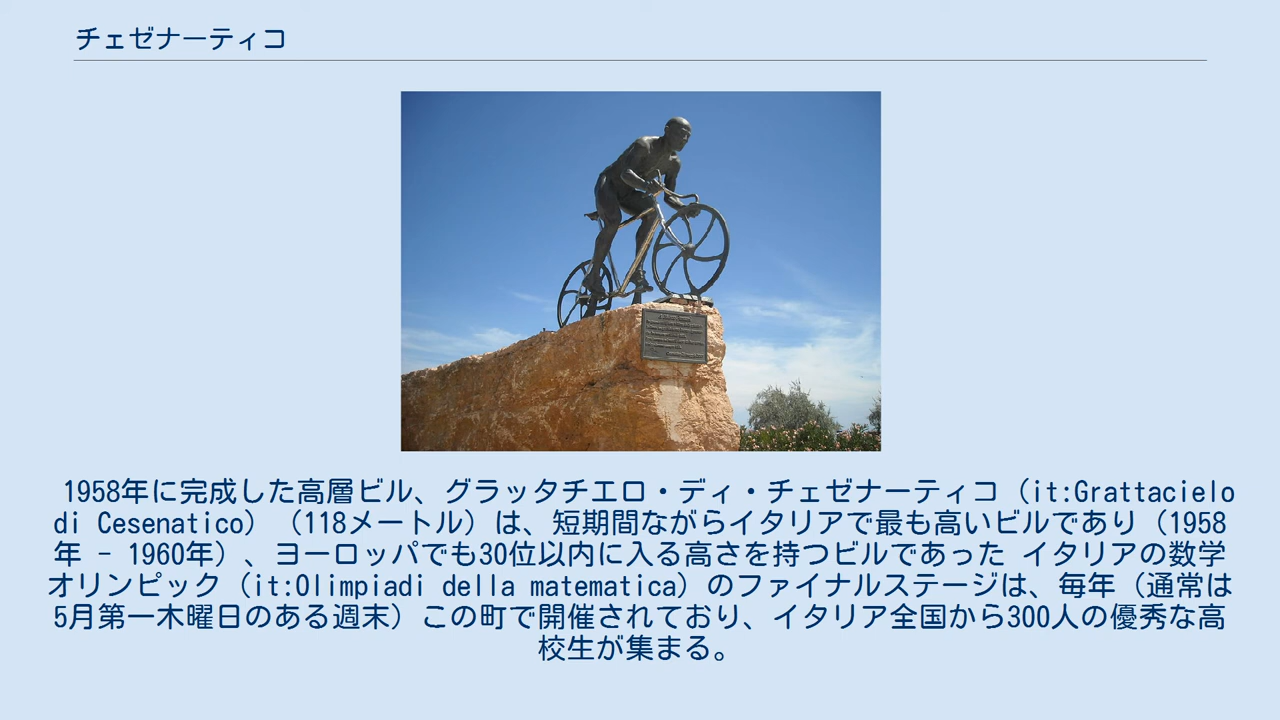 チェゼナーティコ
1958年に完成した高層ビル、グラッタチエロ・ディ・チェゼナーティコ（it:Grattacielo
di Cesenatico）（118メートル）は、短期間ながらイタリアで最も高いビルであり（1958
年 - 1960年）、ヨーロッパでも30位以内に入る高さを持つビルであった イタリアの数学
オリンピック（it:Olimpiadi della matematica）のファイナルステージは、毎年（通常は
5月第一木曜日のある週末）この町で開催されており、イタリア全国から300人の優秀な高
校生が集まる。